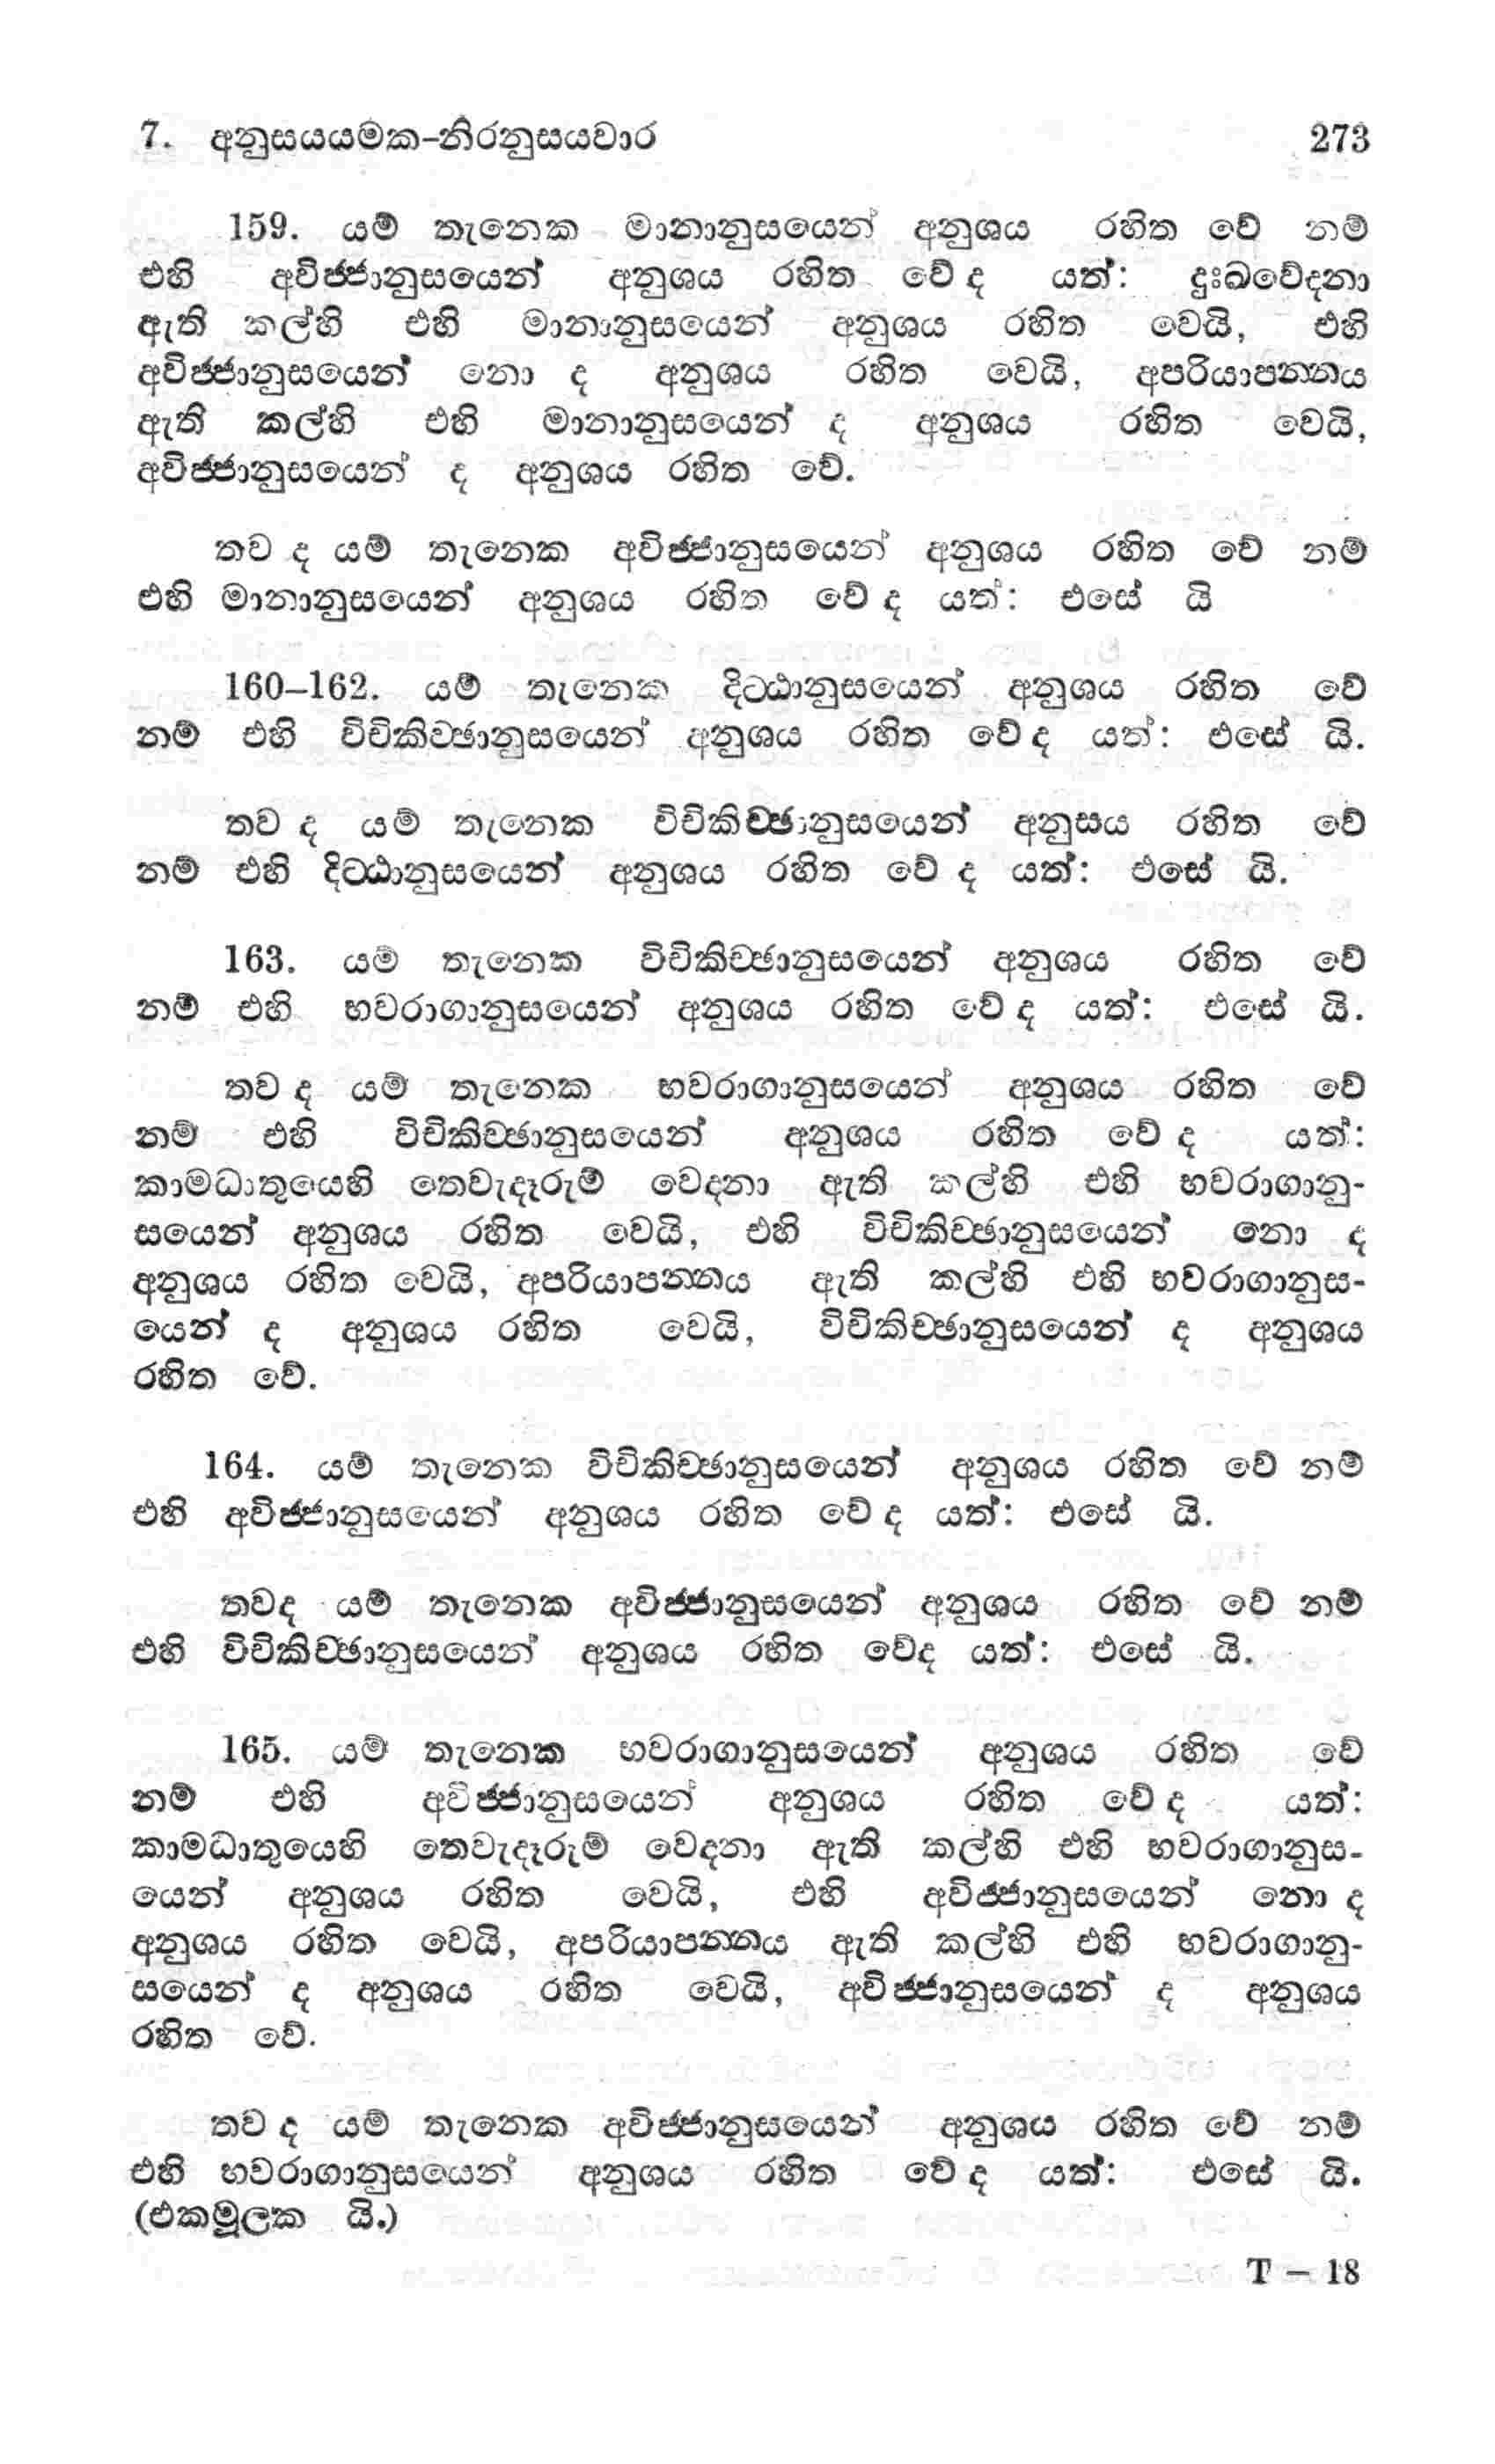 7. අනුසයයමක-නිරනුසයවාර 273
159. යම් තැනෙක මානානුසයෙන් අනුශය රහිත වේ නම්
එහි අවිජ්ජානුසයෙන් අනුශය රහිත වේ ද යත්: දුඃඛවේදනා
ඇති කල්හි එහි මානානුසයෙන් අනුශය රහිත වෙයි, එහි
අවිජ්ජානුසයෙන් නො ද අනුශය රහිත වෙයි, අපරියාපන්නය
ඇති කල්හි එහි මානානුසයෙන් ද අනුශය රහිත වෙයි,
අවිජ්ජානුසයෙන් ද අනුශය රහිත වේ.
තව ද යම් තැනෙක අවිජ්ජානුසයෙන් අනුශය රහිත වේ නම්
එහි මානානුසයෙන් අනුශය රහිත වේ ද යත්: එසේ යි
160–162. යම් තැනෙක දිට්ඨානුසයෙන් අනුශය රහිත වේ
නම් එහි විචිකිච්ඡානුසයෙන් අනුශය රහිත වේ ද යත්: එසේ යි.
තව ද යම් තැනෙක විචිකිච්ඡානුසයෙන් අනුසය රහිත වේ
නම් එහි දිට්ඨානුසයෙන් අනුශය රහිත වේ ද යත්: එසේ යි.
163. යම් තැනෙක විචිකිච්ඡානුසයෙන් අනුශය රහිත වේ
නම් එහි භවරාගානුසයෙන් අනුශය රහිත වේ ද යත්: එසේ යි.
තව ද යම් තැනෙක භවරාගානුසයෙන් අනුශය රහිත වේ
නම් එහි විචිකිච්ඡානුසයෙන් අනුශය රහිත වේ ද යත්:
කාමධාතුයෙහි තෙවැදෑරුම් වෙදනා ඇති කල්හි එහි භවරාගානු-
සයෙන් අනුශය රහිත වෙයි, එහි විචිකිච්ඡානුසයෙන් නො ද
අනුශය රහිත වෙයි, අපරියාපන්නය ඇති කල්හි එහි භවරාගානුස-
යෙන් ද අනුශය රහිත වෙයි, විචිකිච්ඡානුසයෙන් ද අනුශය
රහිත වේ.
164. යම් තැනෙක විචිකිච්ඡානුසයෙන් අනුශය රහිත වේ නම්
එහි අවිජ්ජානුසයෙන් අනුශය රහිත වේ ද යත්: එසේ යි.
තවද යම් තැනෙක අවිජ්ජානුසයෙන් අනුශය රහිත වේ නම්
එහි විචිකිච්ඡානුසයෙන් අනුශය රහිත වේද යත්: එසේ යි.
165. යම් තැනෙක භවරාගානුසයෙන් අනුශය රහිත වේ
නම් එහි අවිජ්ජානුසයෙන් අනුශය රහිත වේ ද යත්:
කාමධාතුයෙහි තෙවැදෑරුම් වෙදනා ඇති කල්හි එහි භවරාගානුස-
යෙන් අනුශය රහිත වෙයි, එහි අවිජ්ජානුසයෙන් නො ද
අනුශය රහිත වෙයි, අපරියාපන්නය ඇති කල්හි එහි භවරාගානු-
සයෙන් ද අනුශය රහිත වෙයි, අවිජ්ජානුසයෙන් ද අනුශය
රහිත වේ.
තව ද යම් තැනෙක අවිජ්ජානුසයෙන් අනුශය රහිත වේ නම්
එහි භවරාගානුසයෙන් අනුශය රහිත වේ ද යත්: එසේ යි.
(එකමූලක යි.)
T – 18